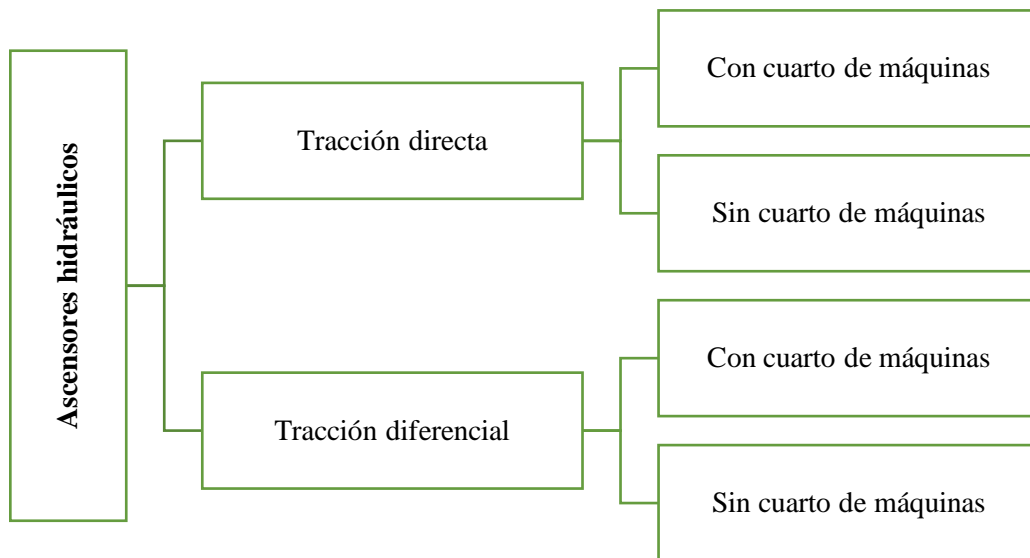 Ascensores hidráulicos
Tracción directa
Con cuarto de máquinas
Sin cuarto de máquinas
Tracción diferencial
Con cuarto de máquinas
Sin cuarto de máquinas